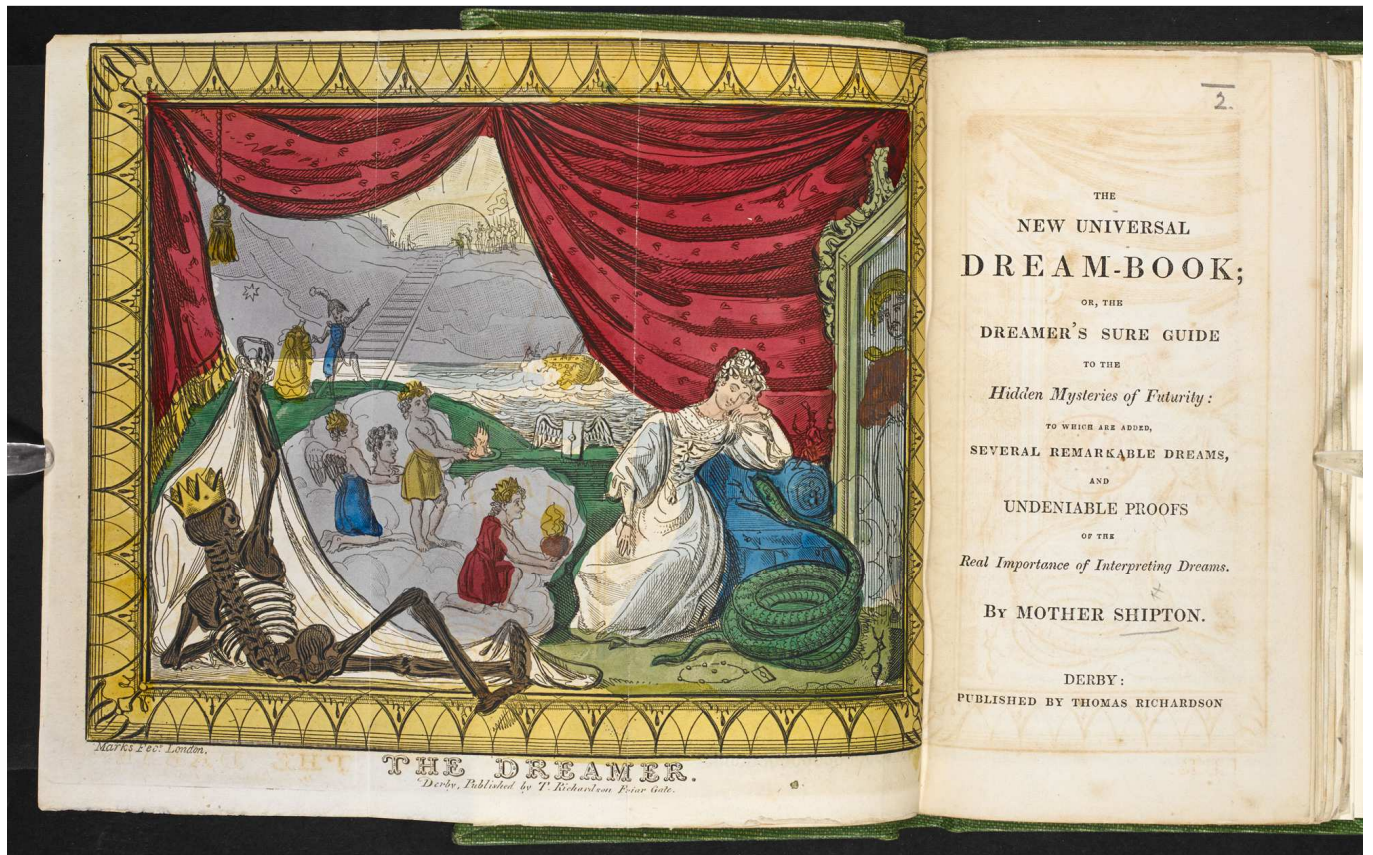 Marks Fec.t London.
THE DREAMER.
Derby, Published by T. Richardson Friar Gate.
2.
THE
NEW UNIVERSAL
DREAM-BOOK;
OR, THE
DREAMER'S SURE GUIDE
TO THE
Hidden Mysteries of Futurity:
TO WHICH ARE ADDED,
SEVERAL REMARKABLE DREAMS,
AND
UNDENIABLE PROOFS
OF THE
Real Importance of Interpreting Dreams.
BY MOTHER SHIPTON.
DERBY:
PUBLISHED BY THOMAS RICHARDSON